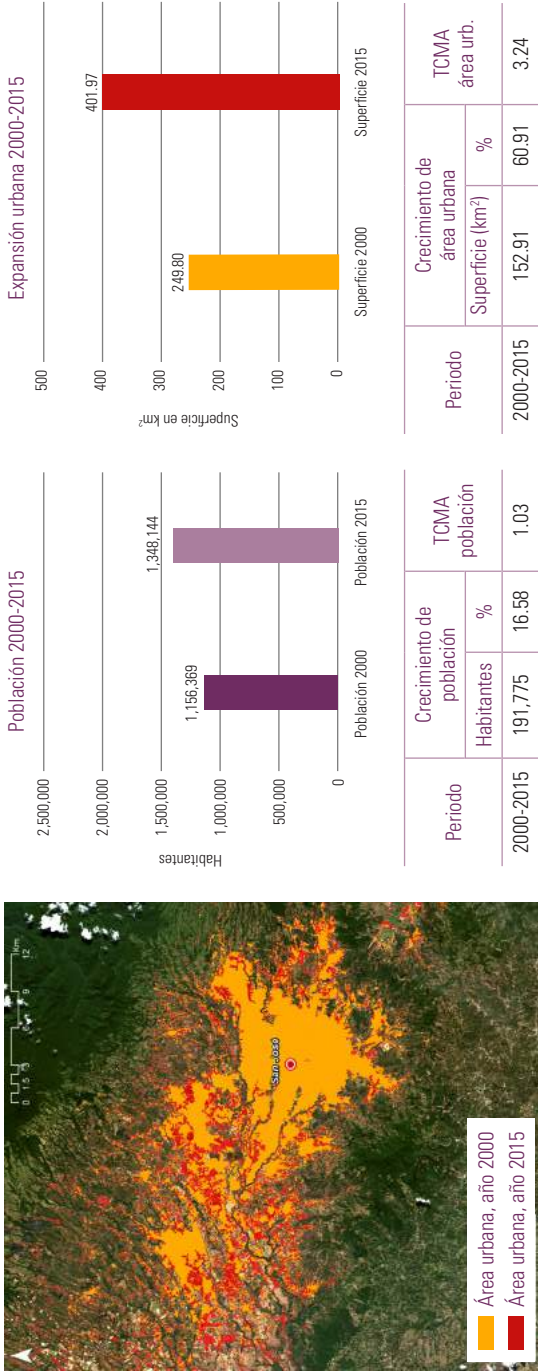 0 1.5 3 6 9 12
Km
San José
Área urbana, año 2000
Área urbana, año 2015
Población 2000-2015
Habitantes
2,500,000
2,000,000
1,500,000
1,000,000
500,000
0
1,156,369
1,348,144
Población 2000
Población 2015
Periodo
Crecimiento de
población
TCMA
población
Habitantes
%
2000-2015
191,775
16.58
1.03
Expansión urbana 2000-2015
Superficie en km²
500
400
300
200
100
0
249.80
401.97
Superficie 2000
Superficie 2015
Periodo
Crecimiento de
área urbana
TCMA
área urb.
Superficie (km²)
%
2000-2015
152.91
60.91
3.24